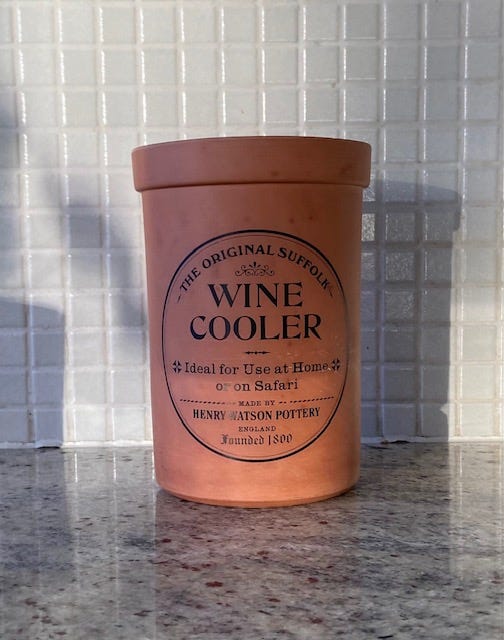 THE ORIGINAL SUFFOLK
WINE
COOLER
Ideal for Use at Home
or on Safari
MADE BY
HENRY WATSON POTTERY
ENGLAND
Founded 1800